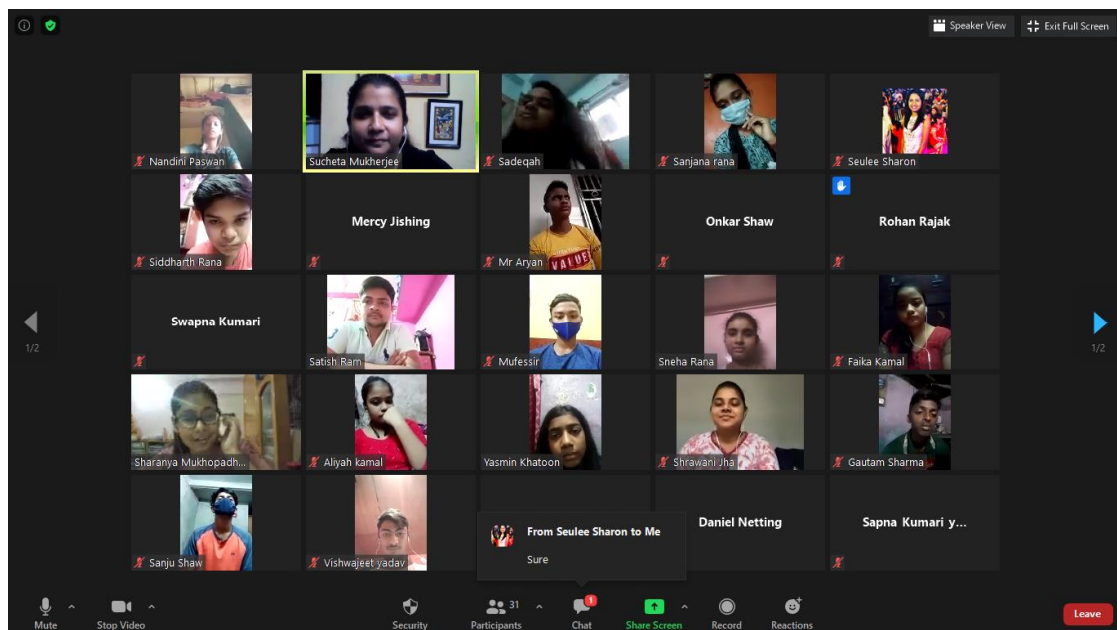 Speaker View
Exit Full Screen
Nandini Paswan
Sucheta Mukherjee
Sadeqah
Sanjana rana
Seulee Sharon
Siddharth Rana
Mercy Jishing
Mr Aryan
VALUE
Onkar Shaw
Rohan Rajak
1/2
Swapna Kumari
Satish Ram
Mufessir
Sneha Rana
Faika Kamal
1/2
Sharanya Mukhopadh...
Aliyah kamal
Yasmin Khatoon
Shrawani Jha
Gautam Sharma
Sanju Shaw
Vishwajeet yadav
From Seulee Sharon to Me
Sure
Daniel Netting
Sapna Kumari y...
Mute
Stop Video
Security
31
Participants
1
Chat
Share Screen
Record
Reactions
Leave